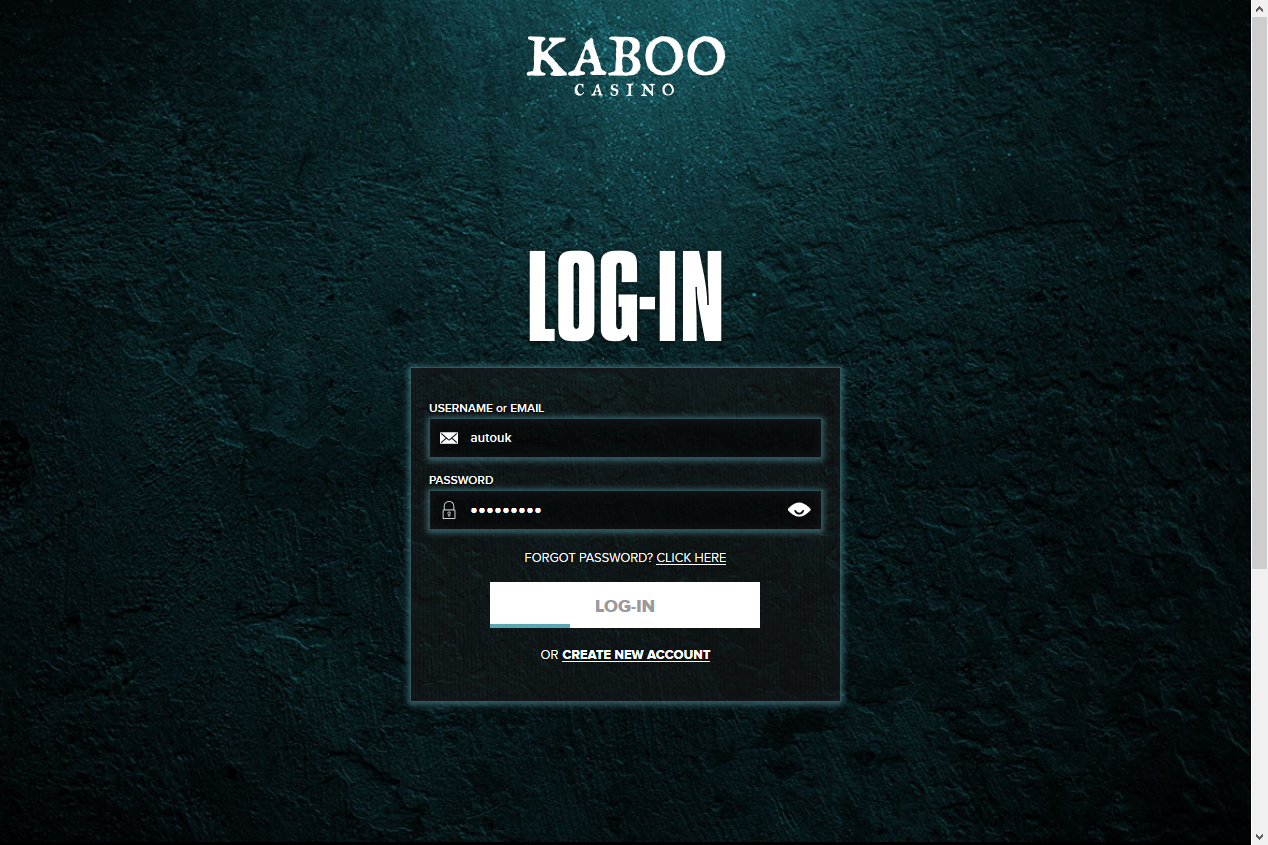 KABOO
CASINO
LOG-IN
USERNAME or EMAIL
autouk
PASSWORD
•••••••••
FORGOT PASSWORD? CLICK HERE
LOG-IN
OR CREATE NEW ACCOUNT